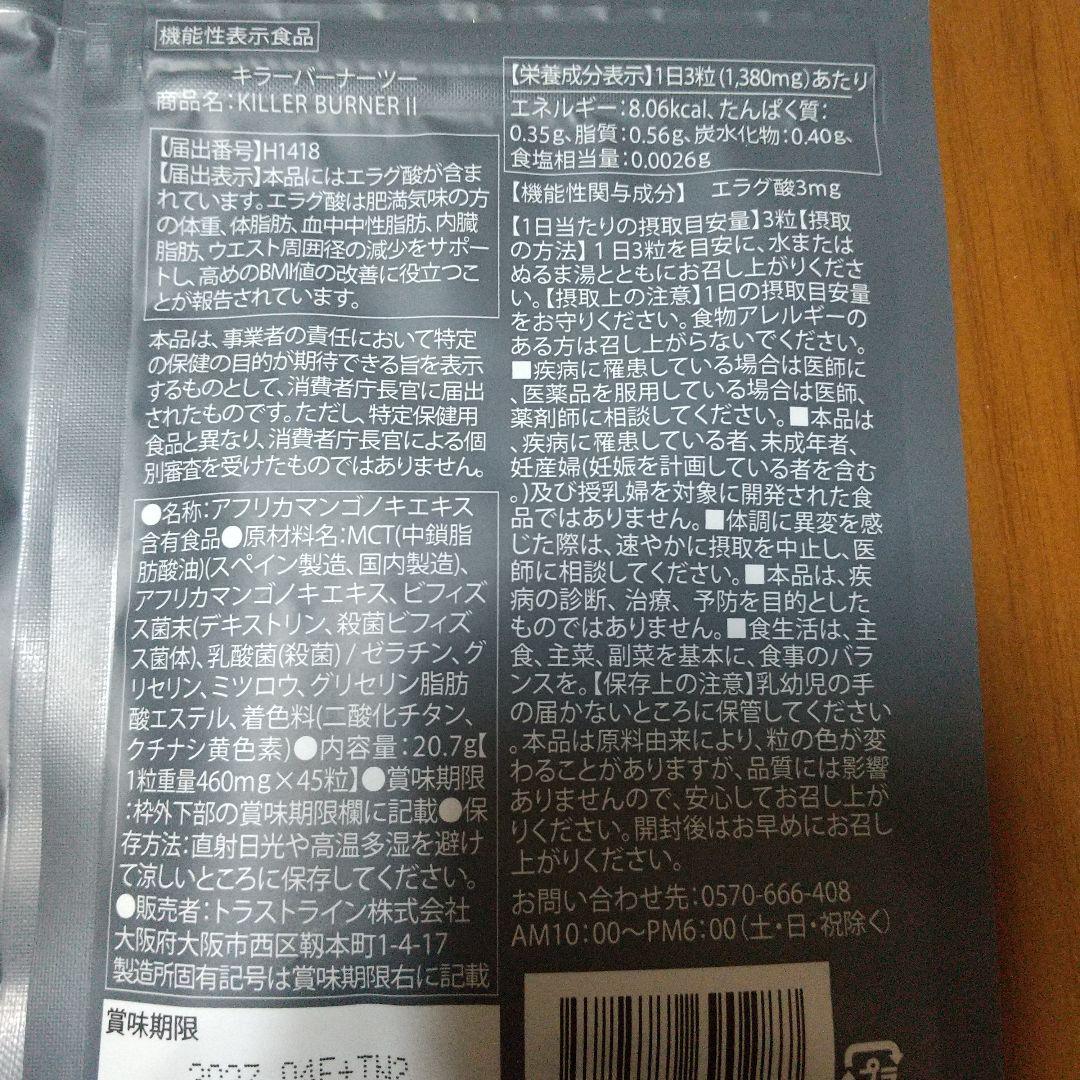 機能性表示食品
キラーバーナーツー
商品名:KILLER BURNER II
【届出番号】H1418
【届出表示】本品にはエラグ酸が含ま
れています。エラグ酸は肥満気味の方
の体重、体脂肪、血中中性脂肪、内臓
脂肪、ウエスト周囲径の減少をサポー
トし、高めのBMI値の改善に役立つこ
とが報告されています。
本品は、事業者の責任において特定
の保健の目的が期待できる旨を表示
するものとして、消費者庁長官に届出
されたものです。ただし、特定保健用
食品と異なり、消費者庁長官による個
別審査を受けたものではありません。
●名称:アフリカマンゴノキエキス
含有食品●原材料名:MCT(中鎖脂
肪酸油)(スペイン製造、国内製造)、
アフリカマンゴノキエキス、ビフィズ
ス菌末(デキストリン、殺菌ビフィズ
ス菌体)、乳酸菌(殺菌) / ゼラチン、グ
リセリン、ミツロウ、グリセリン脂肪
酸エステル、着色料(二酸化チタン、
クチナシ黄色素)●内容量:20.7g【
1粒重量460mg×45粒】●賞味期限
:枠外下部の賞味期限欄に記載●保
存方法:直射日光や高温多湿を避け
て涼しいところに保存してください。
●販売者:トラストライン株式会社
大阪府大阪市西区靱本町1-4-17
製造所固有記号は賞味期限右に記載
賞味期限
【栄養成分表示】1日3粒(1,380mg)あたり
エネルギー:8.06kcal、たんぱく質:
0.35g、脂質:0.56g、炭水化物:0.40g、
食塩相当量:0.0026g
【機能性関与成分】 エラグ酸3mg
【1日当たりの摂取目安量】3粒【摂取
の方法】1日3粒を目安に、水または
ぬるま湯とともにお召し上がりくださ
い。【摂取上の注意】1日の摂取目安量
をお守りください。食物アレルギーの
ある方は召し上がらないでください。
■疾病に罹患している場合は医師に
、医薬品を服用している場合は医師、
薬剤師に相談してください。■本品は
、疾病に罹患している者、未成年者、
妊産婦(妊娠を計画している者を含む
。)及び授乳婦を対象に開発された食
品ではありません。■体調に異変を感
じた際は、速やかに摂取を中止し、医
師に相談してください。■本品は、疾
病の診断、治療、予防を目的とした
ものではありません。■食生活は、主
食、主菜、副菜を基本に、食事のバラ
ンスを。【保存上の注意】乳幼児の手
の届かないところに保管してください
。本品は原料由来により、粒の色が変
わることがありますが、品質には影響
ありませんので、安心してお召し上が
りください。開封後はお早めにお召し
上がりください。
お問い合わせ先:0570-666-408
AM10:00〜PM6:00(土・日・祝除く)